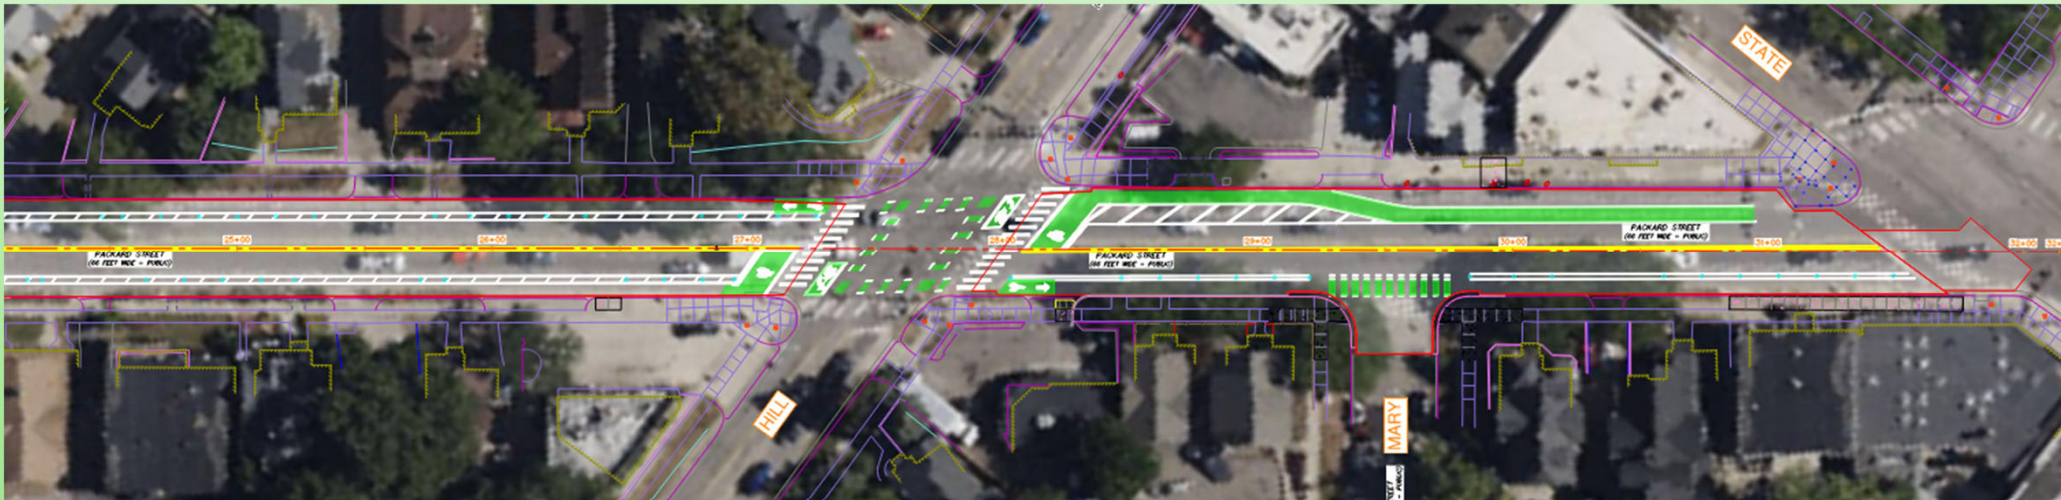 STATE
25+00
26+00
27+00
28+00
29+00
30+00
31+00
32+00
PACKARD STREET
(66 FEET WIDE - PUBLIC)
PACKARD STREET
(66 FEET WIDE - PUBLIC)
PACKARD STREET
(66 FEET WIDE - PUBLIC)
HILL
MARY